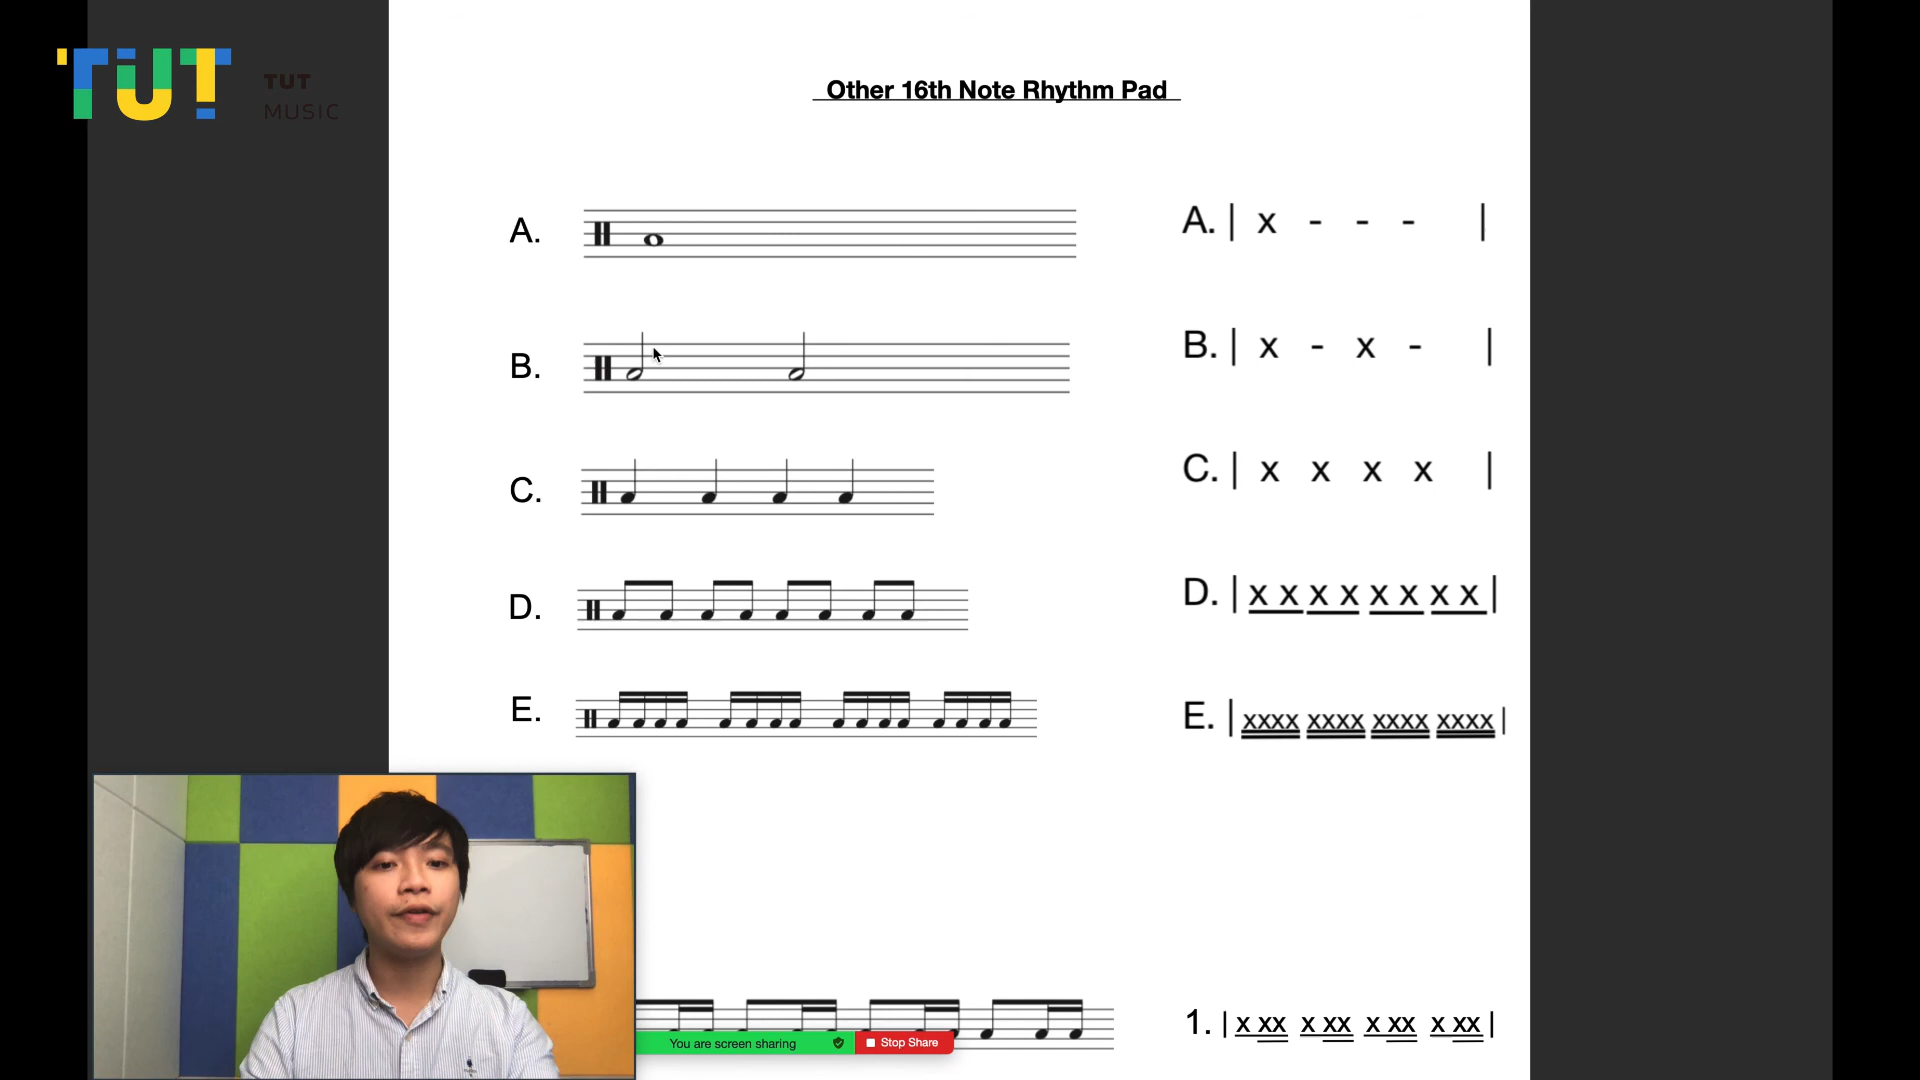 TUT
TUT
MUSIC
Other 16th Note Rhythm Pad
A.
A. | x - - - |
B.
B. | x - x - |
C.
C. | x x x x |
D.
D. | x x x x x x x x |
E.
E. | xxxx xxxx xxxx xxxx |
1. | x xx x xx x xx x xx |
You are screen sharing
Stop Share